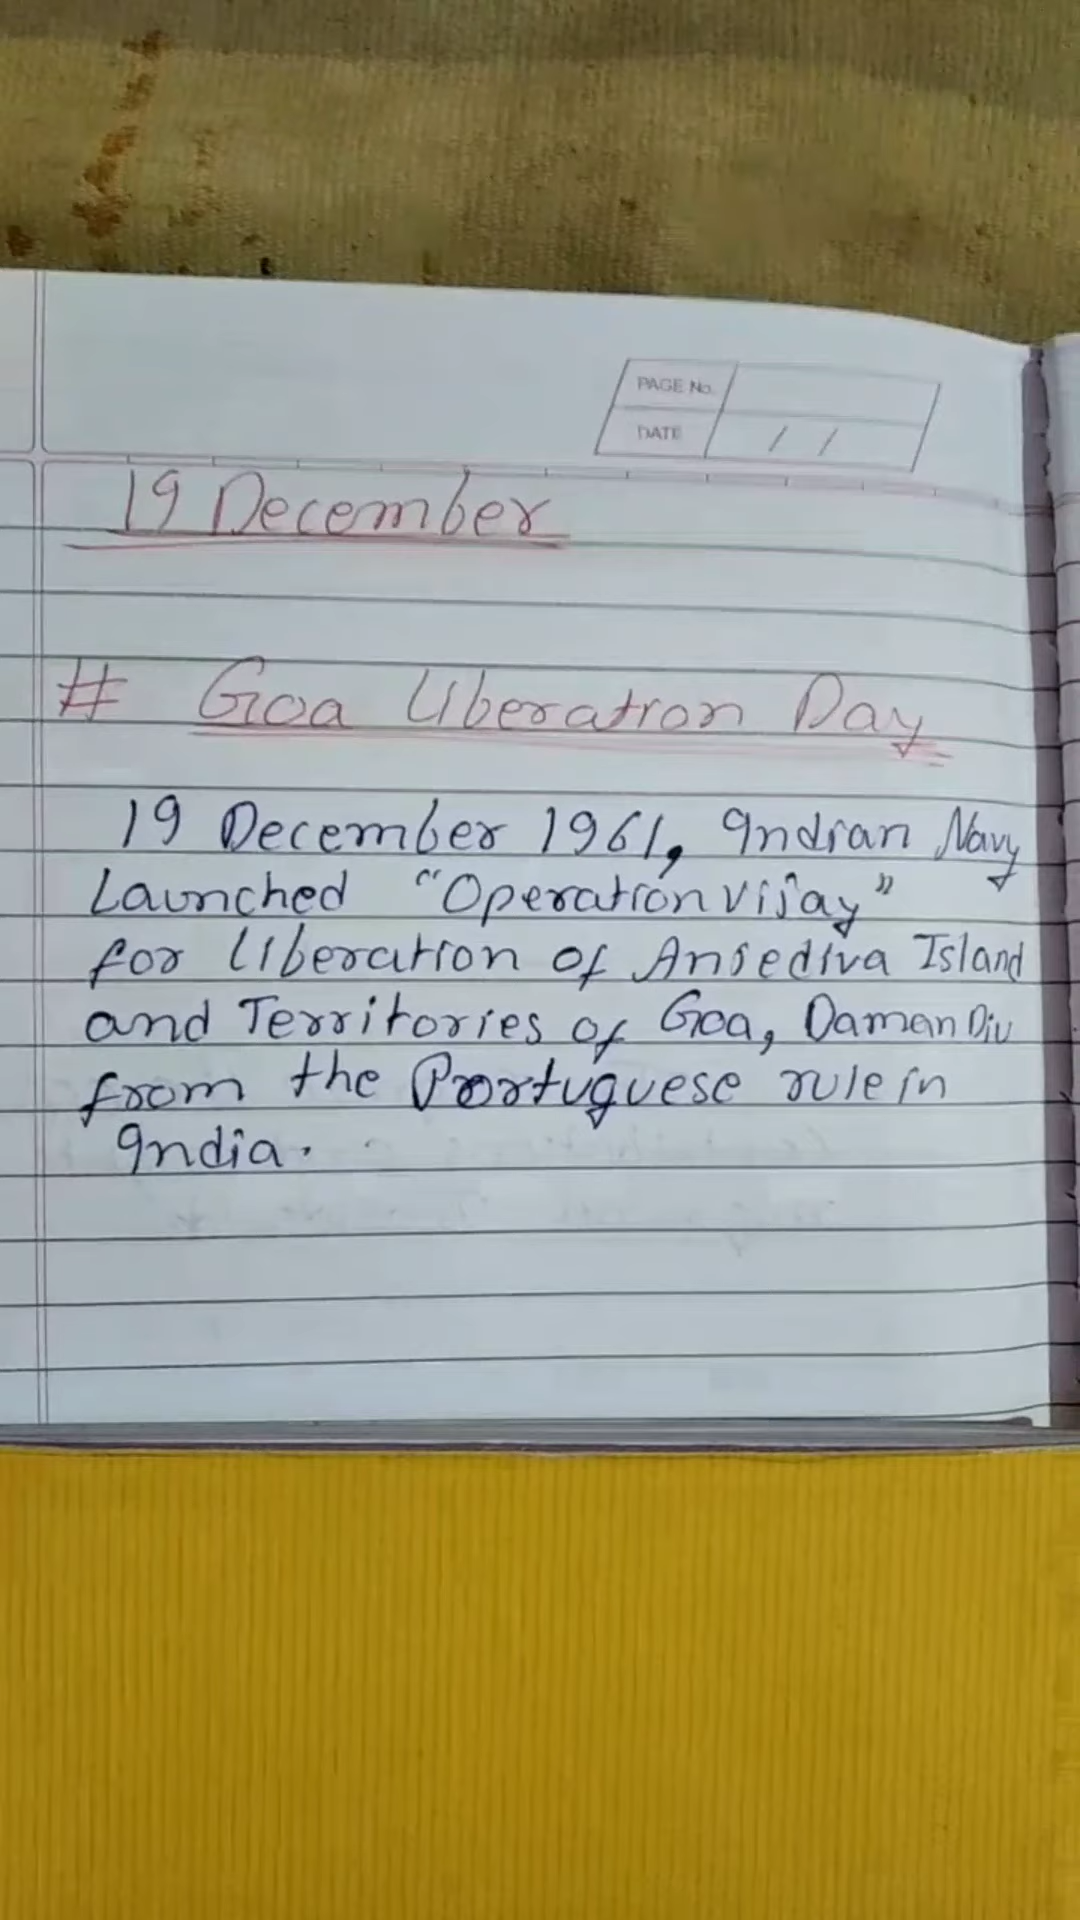 PAGE No.
DATE / /
19 December
# Goa Liberation Day
19 December 1961, Indian Navy
Launched "Operation Vijay"
for Liberation of Ansediva Island
and Territories of Goa, Daman Diu
from the Portuguese rule in
India.